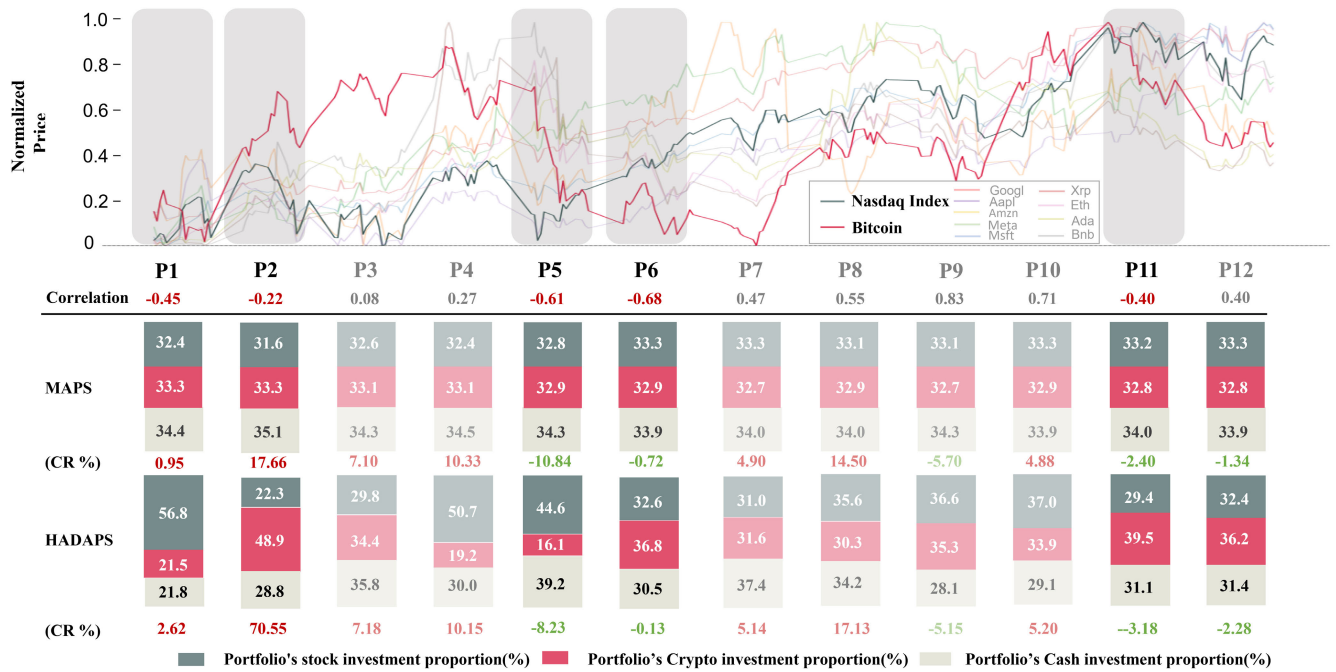 1.0
0.8
0.6
0.4
0.2
0
Normalized
Price
Nasdaq Index
Bitcoin
Googl
Aapl
Amzn
Meta
Msft
Xrp
Eth
Ada
Bnb
P1 P2 P3 P4 P5 P6 P7 P8 P9 P10 P11 P12
Correlation -0.45 -0.22 0.08 0.27 -0.61 -0.68 0.47 0.55 0.83 0.71 -0.40 0.40
32.4 31.6 32.6 32.4 32.8 33.3 33.3 33.1 33.1 33.3 33.2 33.3
MAPS 33.3 33.3 33.1 33.1 32.9 32.9 32.7 32.9 32.7 32.9 32.8 32.8
34.4 35.1 34.3 34.5 34.3 33.9 34.0 34.0 34.3 33.9 34.0 33.9
(CR %) 0.95 17.66 7.10 10.33 -10.84 -0.72 4.90 14.50 -5.70 4.88 -2.40 -1.34
56.8 22.3 29.8 50.7 44.6 32.6 31.0 35.6 36.6 37.0 29.4 32.4
HADAPS 21.5 48.9 34.4 19.2 16.1 36.8 31.6 30.3 35.3 33.9 39.5 36.2
21.8 28.8 35.8 30.0 39.2 30.5 37.4 34.2 28.1 29.1 31.1 31.4
(CR %) 2.62 70.55 7.18 10.15 -8.23 -0.13 5.14 17.13 -5.15 5.20 --3.18 -2.28
Portfolio's stock investment proportion(%) Portfolio’s Crypto investment proportion(%) Portfolio’s Cash investment proportion(%)